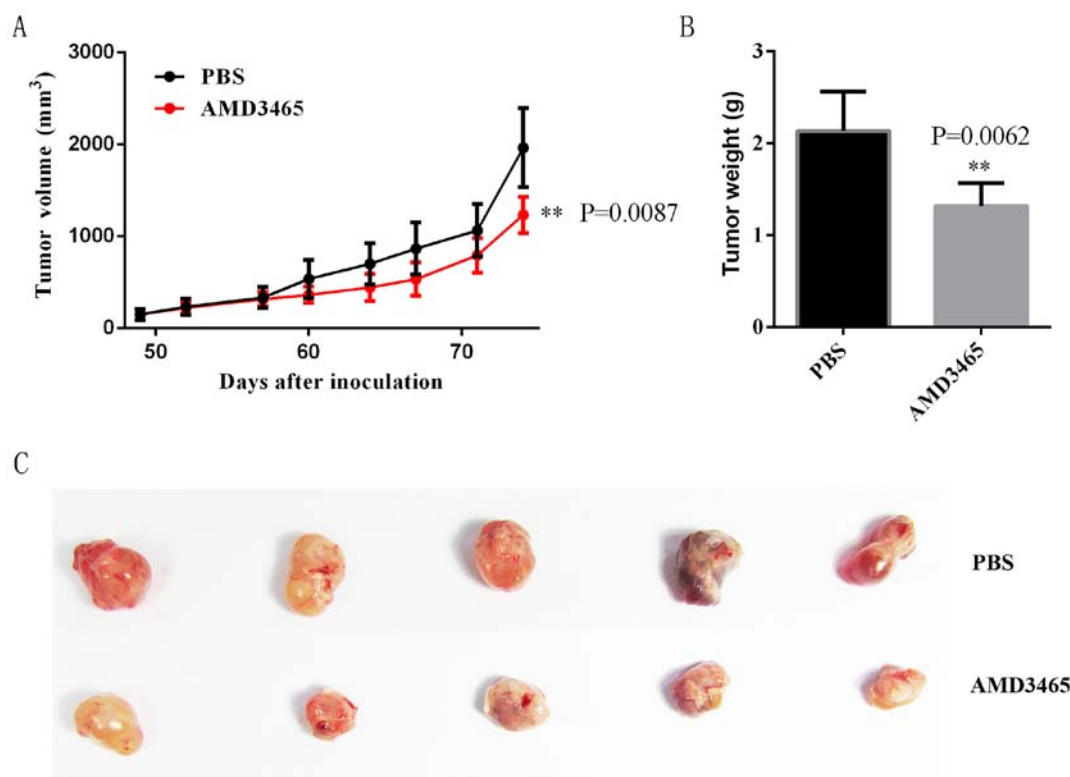 A
3000
2000
1000
0
Tumor volume (mm³)
PBS
AMD3465
** P=0.0087
50 60 70
Days after inoculation
B
3
2
1
0
Tumor weight (g)
P=0.0062
**
PBS
AMD3465
C
PBS
AMD3465